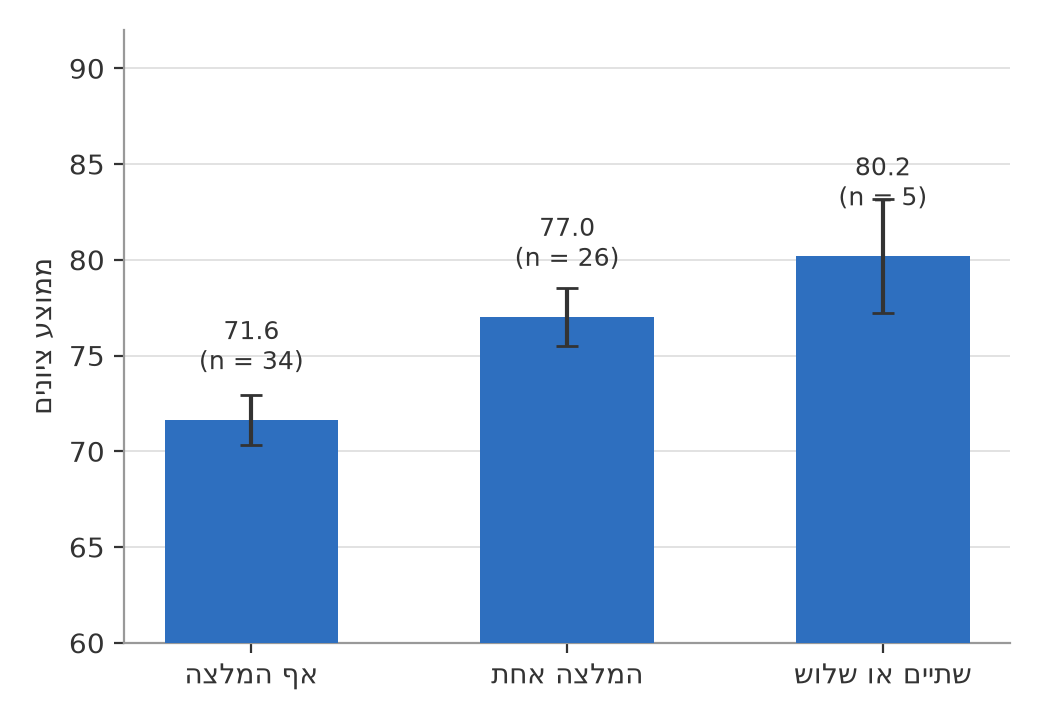 ממוצע ציונים
90
85
80
75
70
65
60
71.6
(n = 34)
77.0
(n = 26)
80.2
(n = 5)
אף המלצה
המלצה אחת
שתיים או שלוש